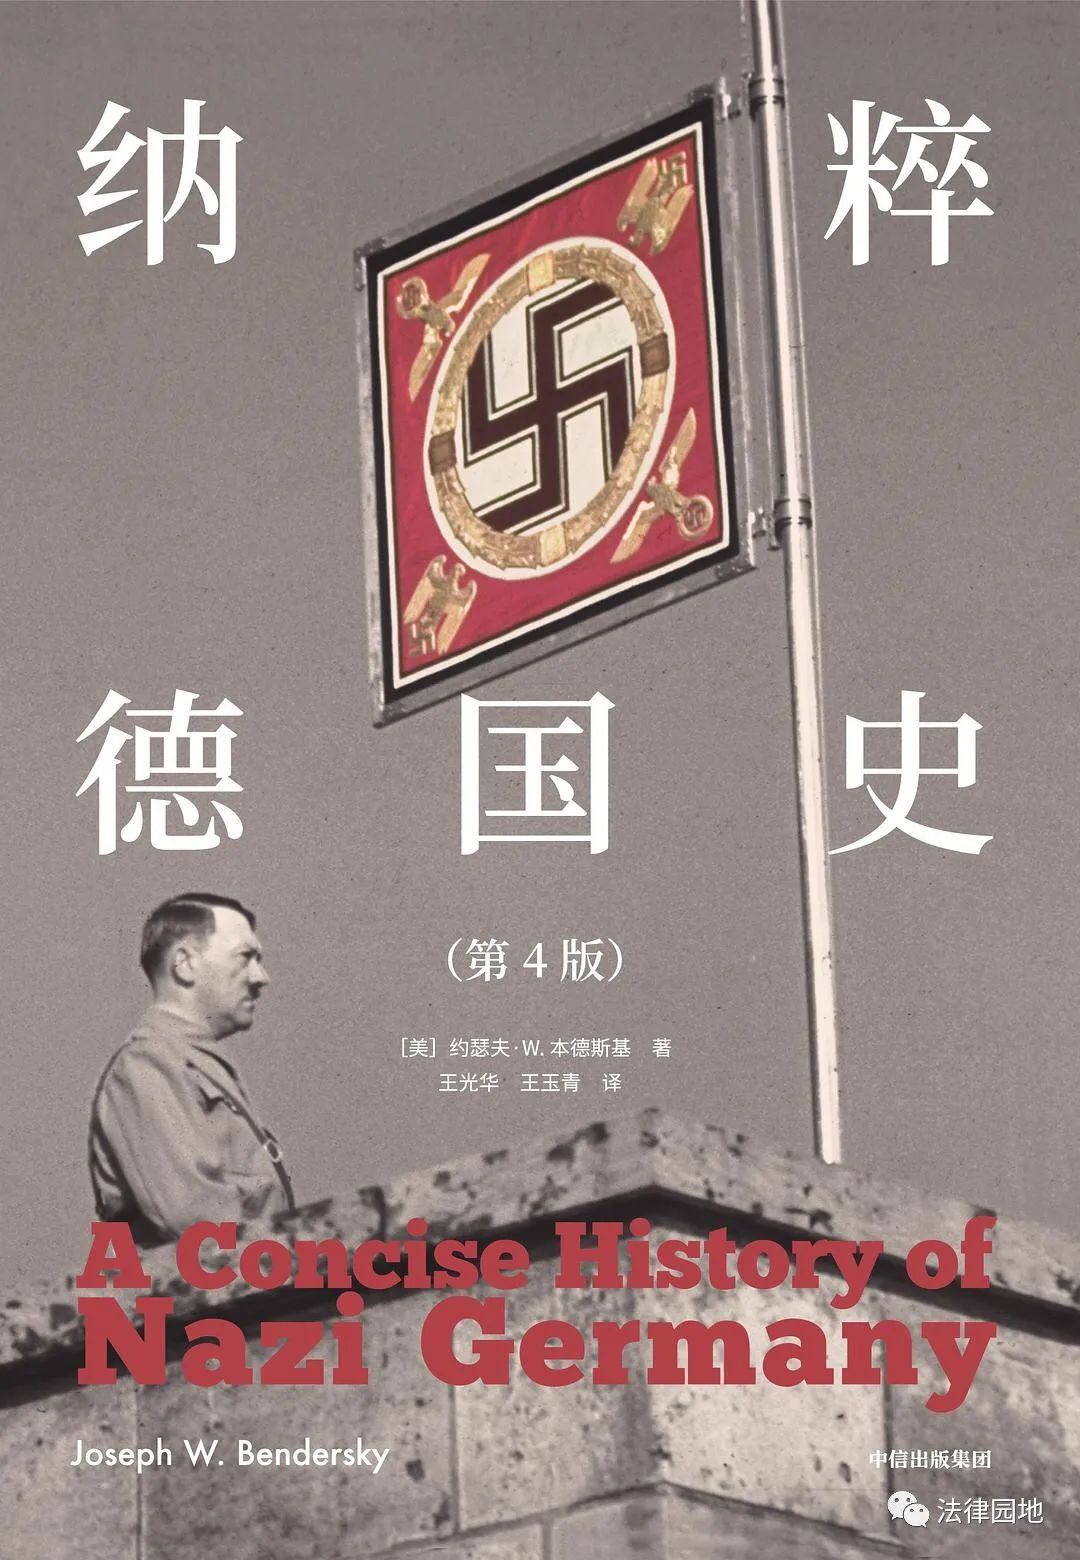 纳 粹
德 国 史
（第 4 版）
［美］约瑟夫·W. 本德斯基 著
王光华 王玉青 译
A Concise History of
Nazi Germany
Joseph W. Bendersky
中信出版集团
法律园地